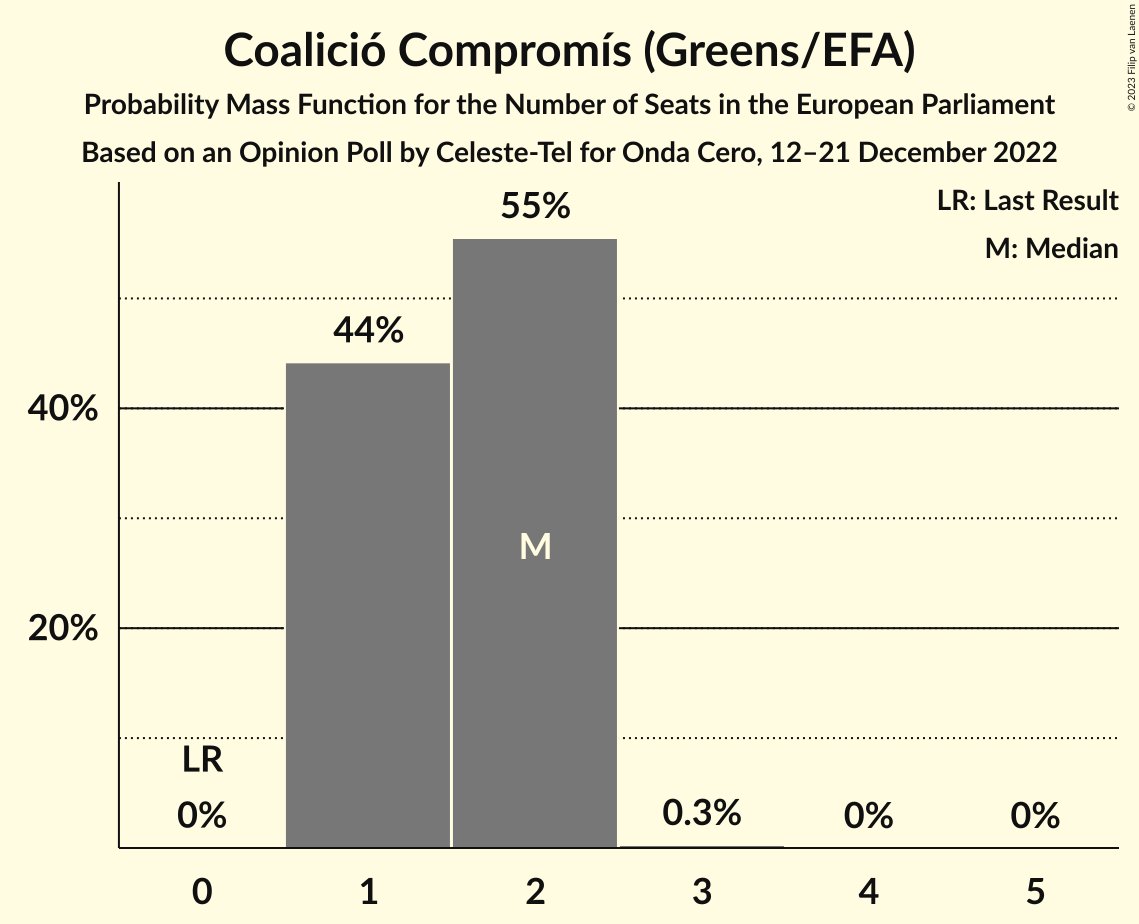 Coalició Compromís (Greens/EFA)
Probability Mass Function for the Number of Seats in the European Parliament
Based on an Opinion Poll by Celeste-Tel for Onda Cero, 12–21 December 2022
© 2023 Filip van Laenen
LR: Last Result
M: Median
55%
44%
40%
M
20%
LR
0%
0.3%
0%
0%
0 1 2 3 4 5